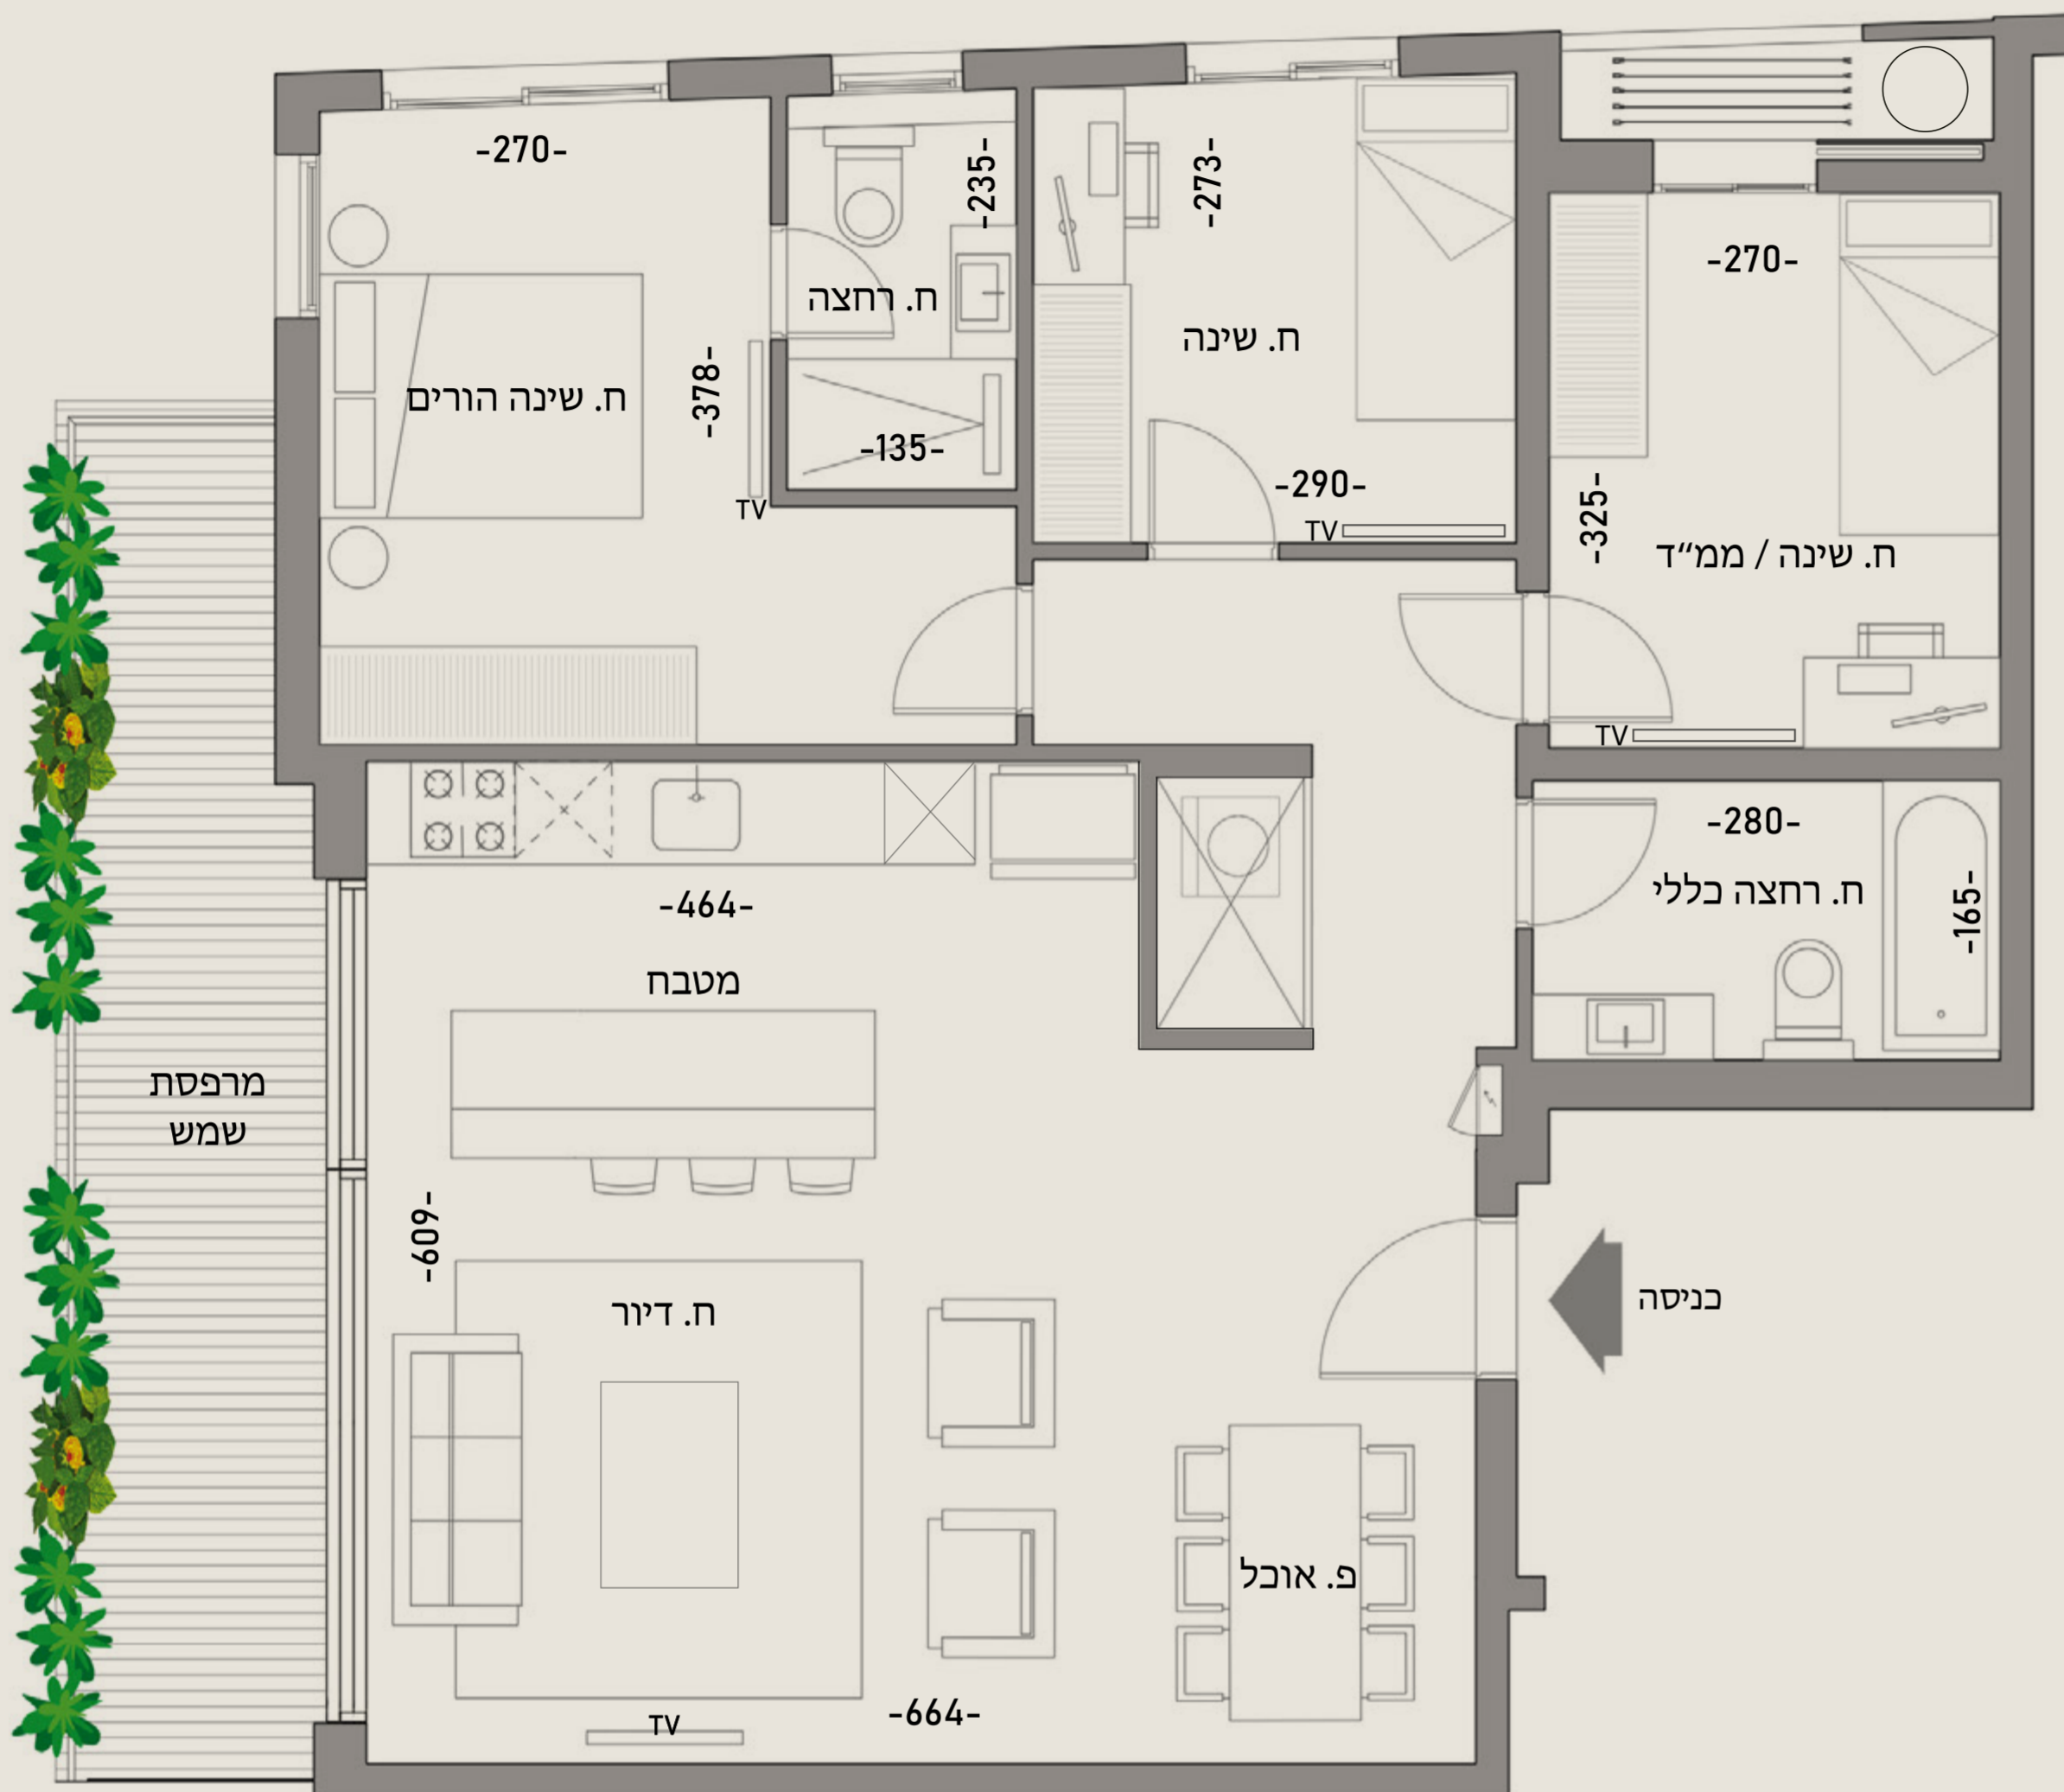 -270-
-235-
-273-
-270-
ח. רחצה
ח. שינה
ח. שינה הורים
-378-
-135-
TV
-290-
TV
-325-
ח. שינה / ממ״ד
TV
-280-
ח. רחצה כללי
-165-
-464-
מטבח
מרפסת
שמש
-609-
ח. דיור
כניסה
פ. אוכל
-664-
TV